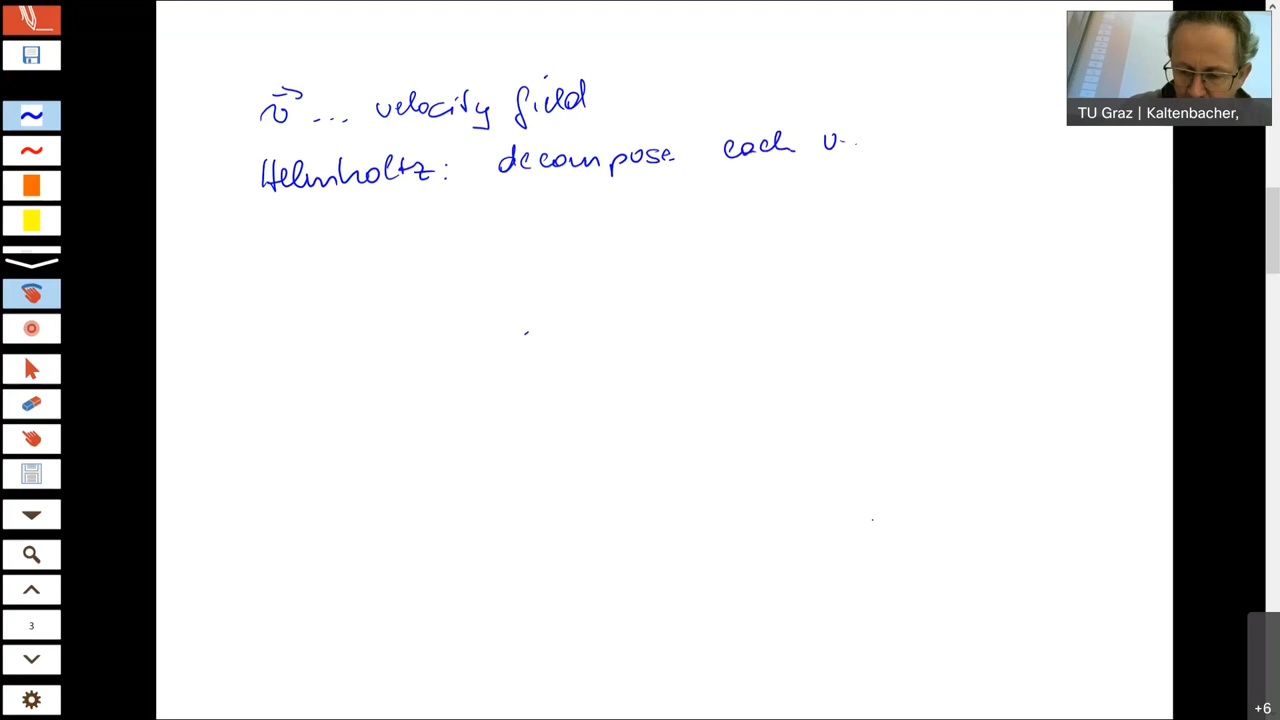 v⃗ ... velocity field
Helmholtz: decompose each v..
TU Graz | Kaltenbacher,
3
+6